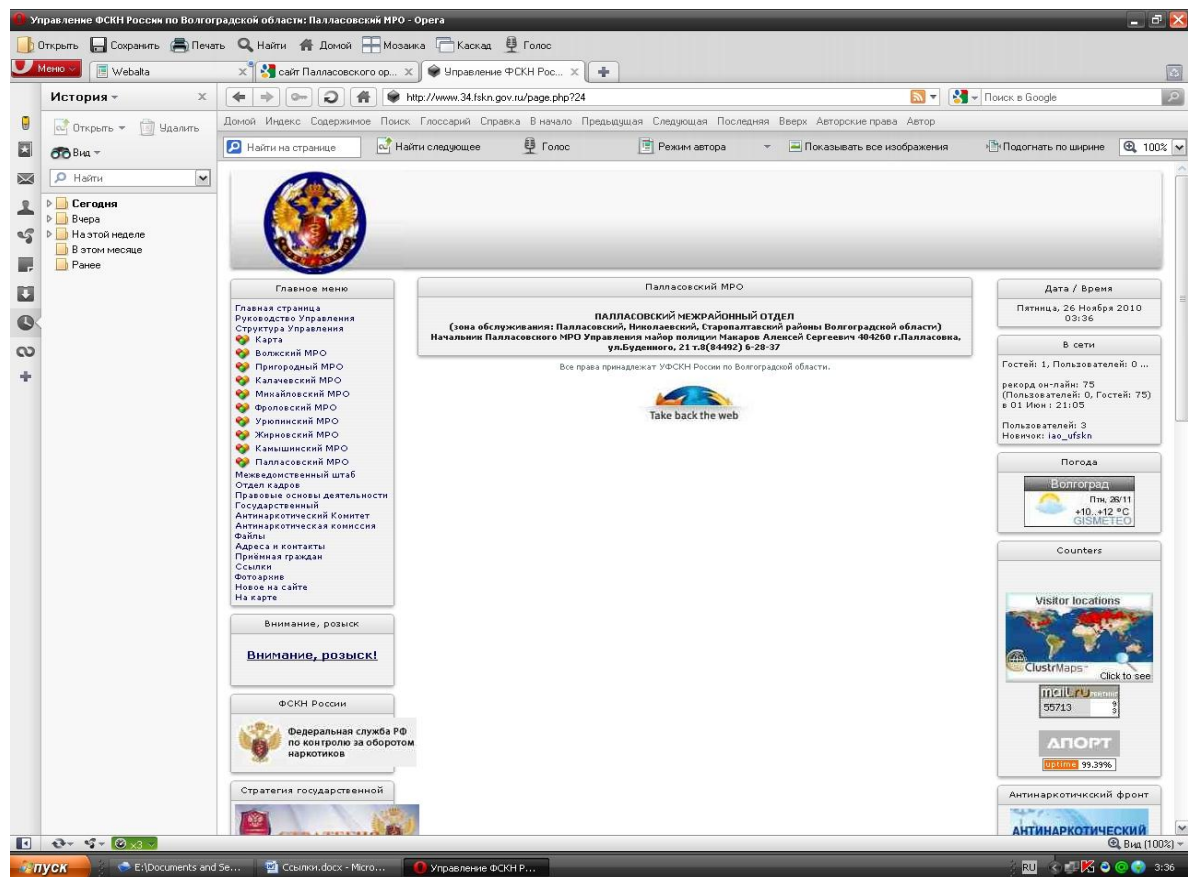 Управление ФСКН России по Волгоградской области: Палласовский МРО - Opera
Открыть Сохранить Печать Найти Домой Мозаика Каскад Голос
Меню Webalta сайт Палласовского ор... Управление ФСКН Рос...
История
http://www.34.fskn.gov.ru/page.php?24 Поиск в Google
Открыть Удалить
Домой Индекс Содержимое Поиск Глоссарий Справка В начало Предыдущая Следующая Последняя Вверх Авторские права Автор
Вид
Найти на странице Найти следующее Голос Режим автора Показывать все изображения Подогнать по ширине 100%
Найти
Сегодня
Вчера
На этой неделе
В этом месяце
Ранее
Главное меню
Главная страница
Руководство Управления
Структура Управления
Карта
Волжский МРО
Пригородный МРО
Калачевский МРО
Михайловский МРО
Фроловский МРО
Урюпинский МРО
Жирновский МРО
Камышинский МРО
Палласовский МРО
Межведомственный штаб
Отдел кадров
Правовые основы деятельности
Государственный
Антинаркотический Комитет
Антинаркотическая комиссия
Файлы
Адреса и контакты
Приёмная граждан
Ссылки
Фотоархив
Новое на сайте
На карте
Внимание, розыск
Внимание, розыск!
ФСКН России
Федеральная служба РФ
по контролю за оборотом
наркотиков
Стратегия государственной
СТРАТЕГИЯ
Палласовский МРО
ПАЛЛАСОВСКИЙ МЕЖРАЙОННЫЙ ОТДЕЛ
(зона обслуживания: Палласовский, Николаевский, Старополтавский районы Волгоградской области)
Начальник Палласовского МРО Управления майор полиции Макаров Алексей Сергеевич 404260 г.Палласовка,
ул.Буденного, 21 т.8(84492) 6-28-37
Все права принадлежат УФСКН России по Волгоградской области.
Take back the web
Дата / Время
Пятница, 26 Ноября 2010
03:36
В сети
Гостей: 1, Пользователей: 0 ...
рекорд он-лайн: 75
(Пользователей: 0, Гостей: 75)
в 01 Июн : 21:05
Пользователей: 3
Новичок: iao_ufskn
Погода
Волгоград
Птн, 26/11
+10..+12 °C
GISMETEO
Counters
Visitor locations
ClustrMaps
Click to see
mail.ru рейтинг
55713 9
3
АПОРТ
uptime 99.39%
Антинаркотичкский фронт
АНТИНАРКОТИЧЕСКИЙ
x3 Вид (100%)
пуск E:\Documents and Se... Ссылки.docx - Micro... Управление ФСКН Р... RU 3:36